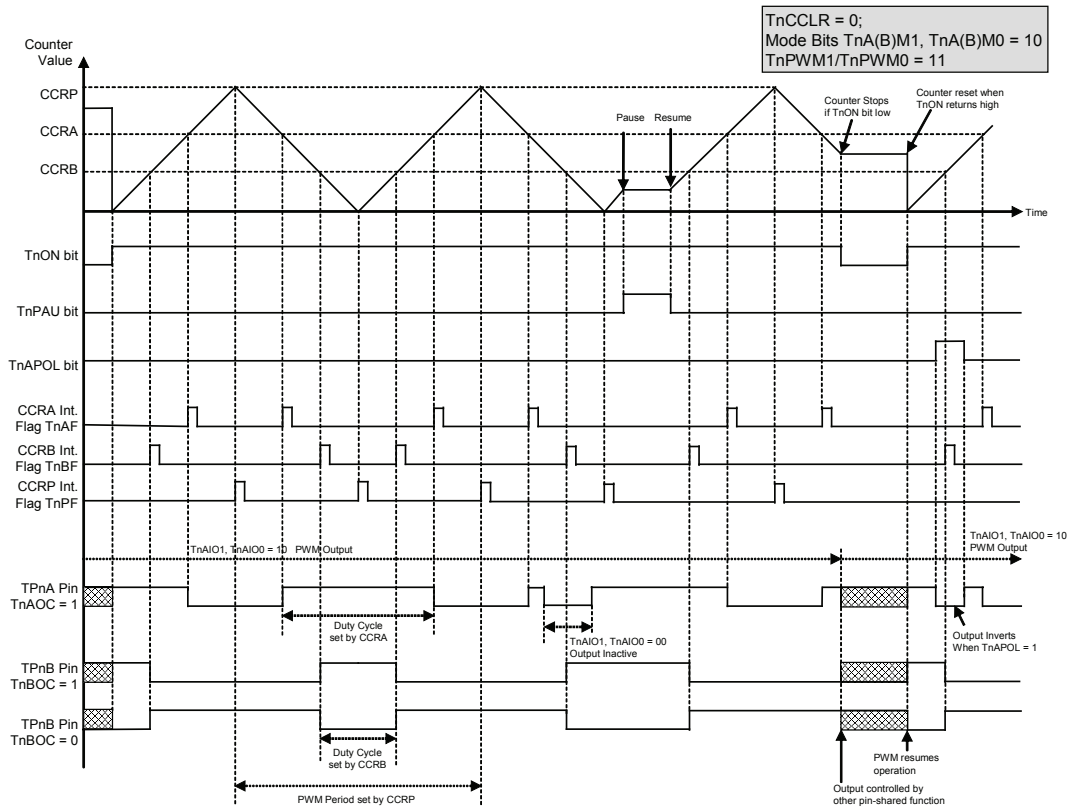 TnCCLR = 0;
Mode Bits TnA(B)M1, TnA(B)M0 = 10
TnPWM1/TnPWM0 = 11
Counter
Value
CCRP
CCRA
CCRB
Pause
Resume
Counter Stops
if TnON bit low
Counter reset when
TnON returns high
Time
TnON bit
TnPAU bit
TnAPOL bit
CCRA Int.
Flag TnAF
CCRB Int.
Flag TnBF
CCRP Int.
Flag TnPF
TnAIO1, TnAIO0 = 10 PWM Output
TnAIO1, TnAIO0 = 10
PWM Output
TPnA Pin
TnAOC = 1
Duty Cycle
set by CCRA
TnAIO1, TnAIO0 = 00
Output Inactive
Output Inverts
When TnAPOL = 1
TPnB Pin
TnBOC = 1
TPnB Pin
TnBOC = 0
Duty Cycle
set by CCRB
PWM resumes
operation
Output controlled by
other pin-shared function
PWM Period set by CCRP